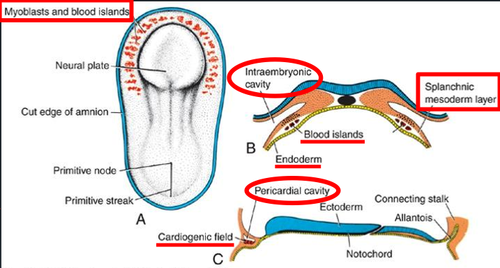 Myoblasts and blood islands
Neural plate
Cut edge of amnion
Primitive node
Primitive streak
A
Intraembryonic
cavity
Splanchnic
mesoderm layer
Blood islands
B
Endoderm
Pericardial cavity
Ectoderm
Connecting stalk
Allantois
Cardiogenic field
Notochord
C